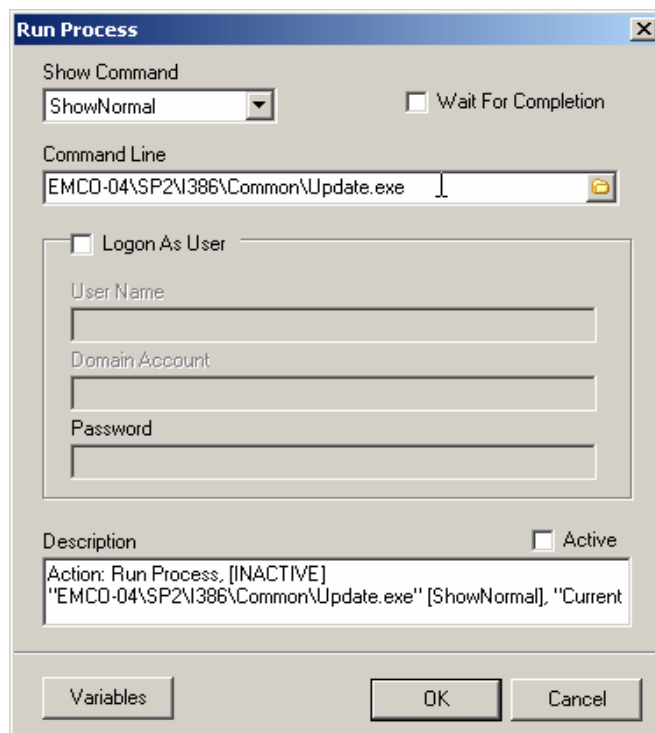 Run Process
Show Command
ShowNormal
Wait For Completion
Command Line
EMCO-04\SP2\I386\Common\Update.exe
Logon As User
User Name
Domain Account
Password
Description
Active
Action: Run Process, [INACTIVE]
"EMCO-04\SP2\I386\Common\Update.exe" [ShowNormal], "Current
Variables
OK
Cancel